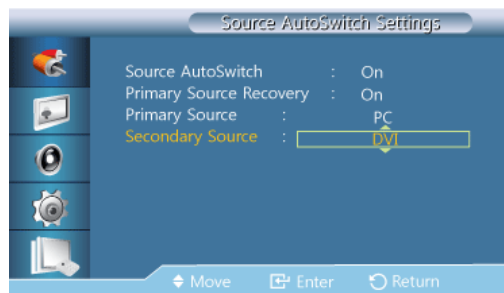 Source AutoSwitch Settings
Source AutoSwitch : On
Primary Source Recovery : On
Primary Source : PC
Secondary Source : DVI
Move Enter Return